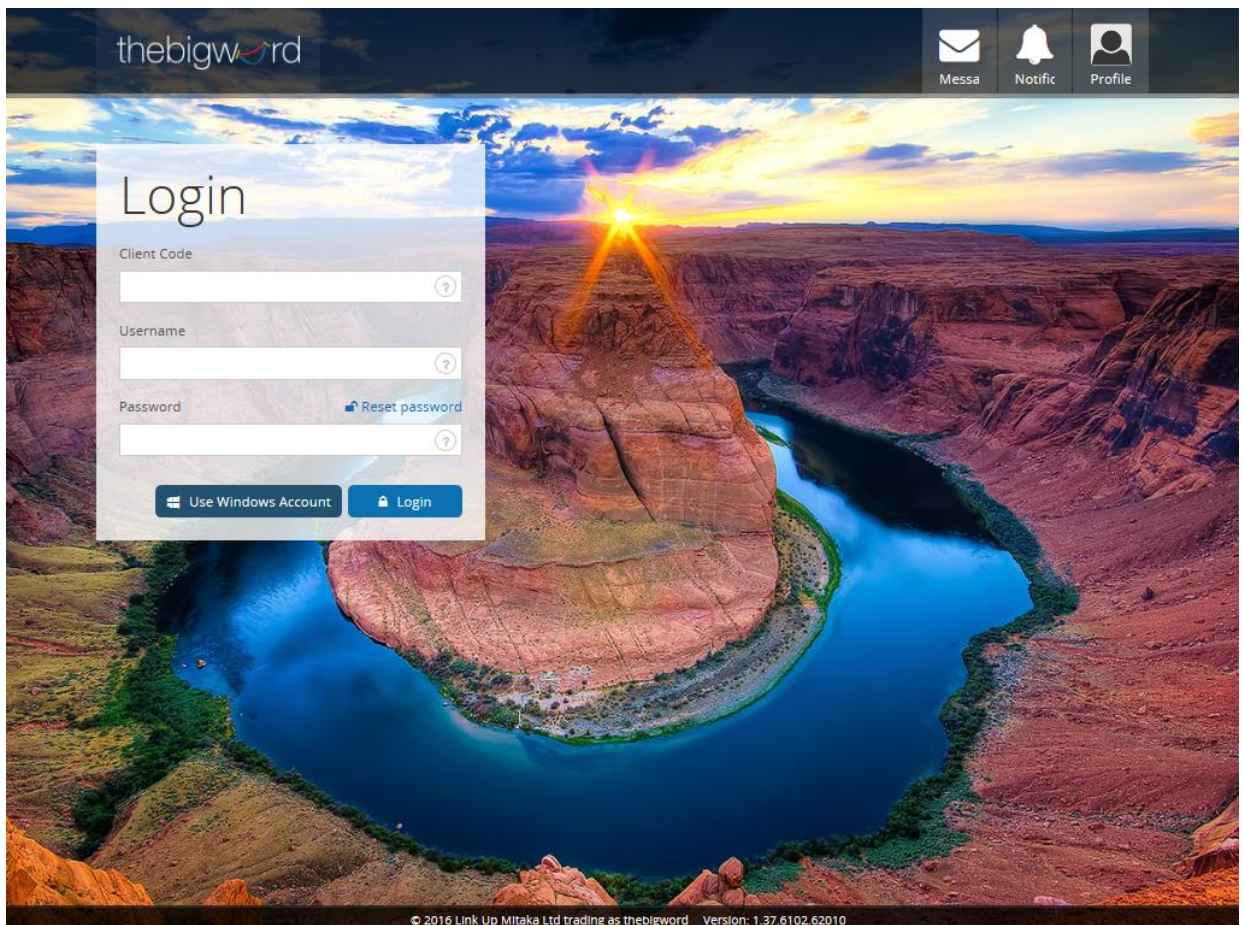 thebigword
Messa Notific Profile
Login
Client Code
?
Username
?
Password Reset password
?
Use Windows Account Login
© 2016 Link Up Mitaka Ltd trading as thebigword Version: 1.37.6102.62010